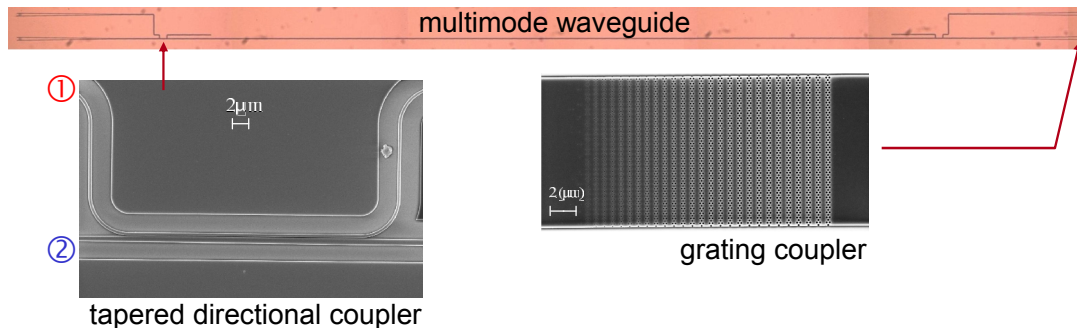 multimode waveguide
①
2μm
②
tapered directional coupler
2 (μm)
grating coupler